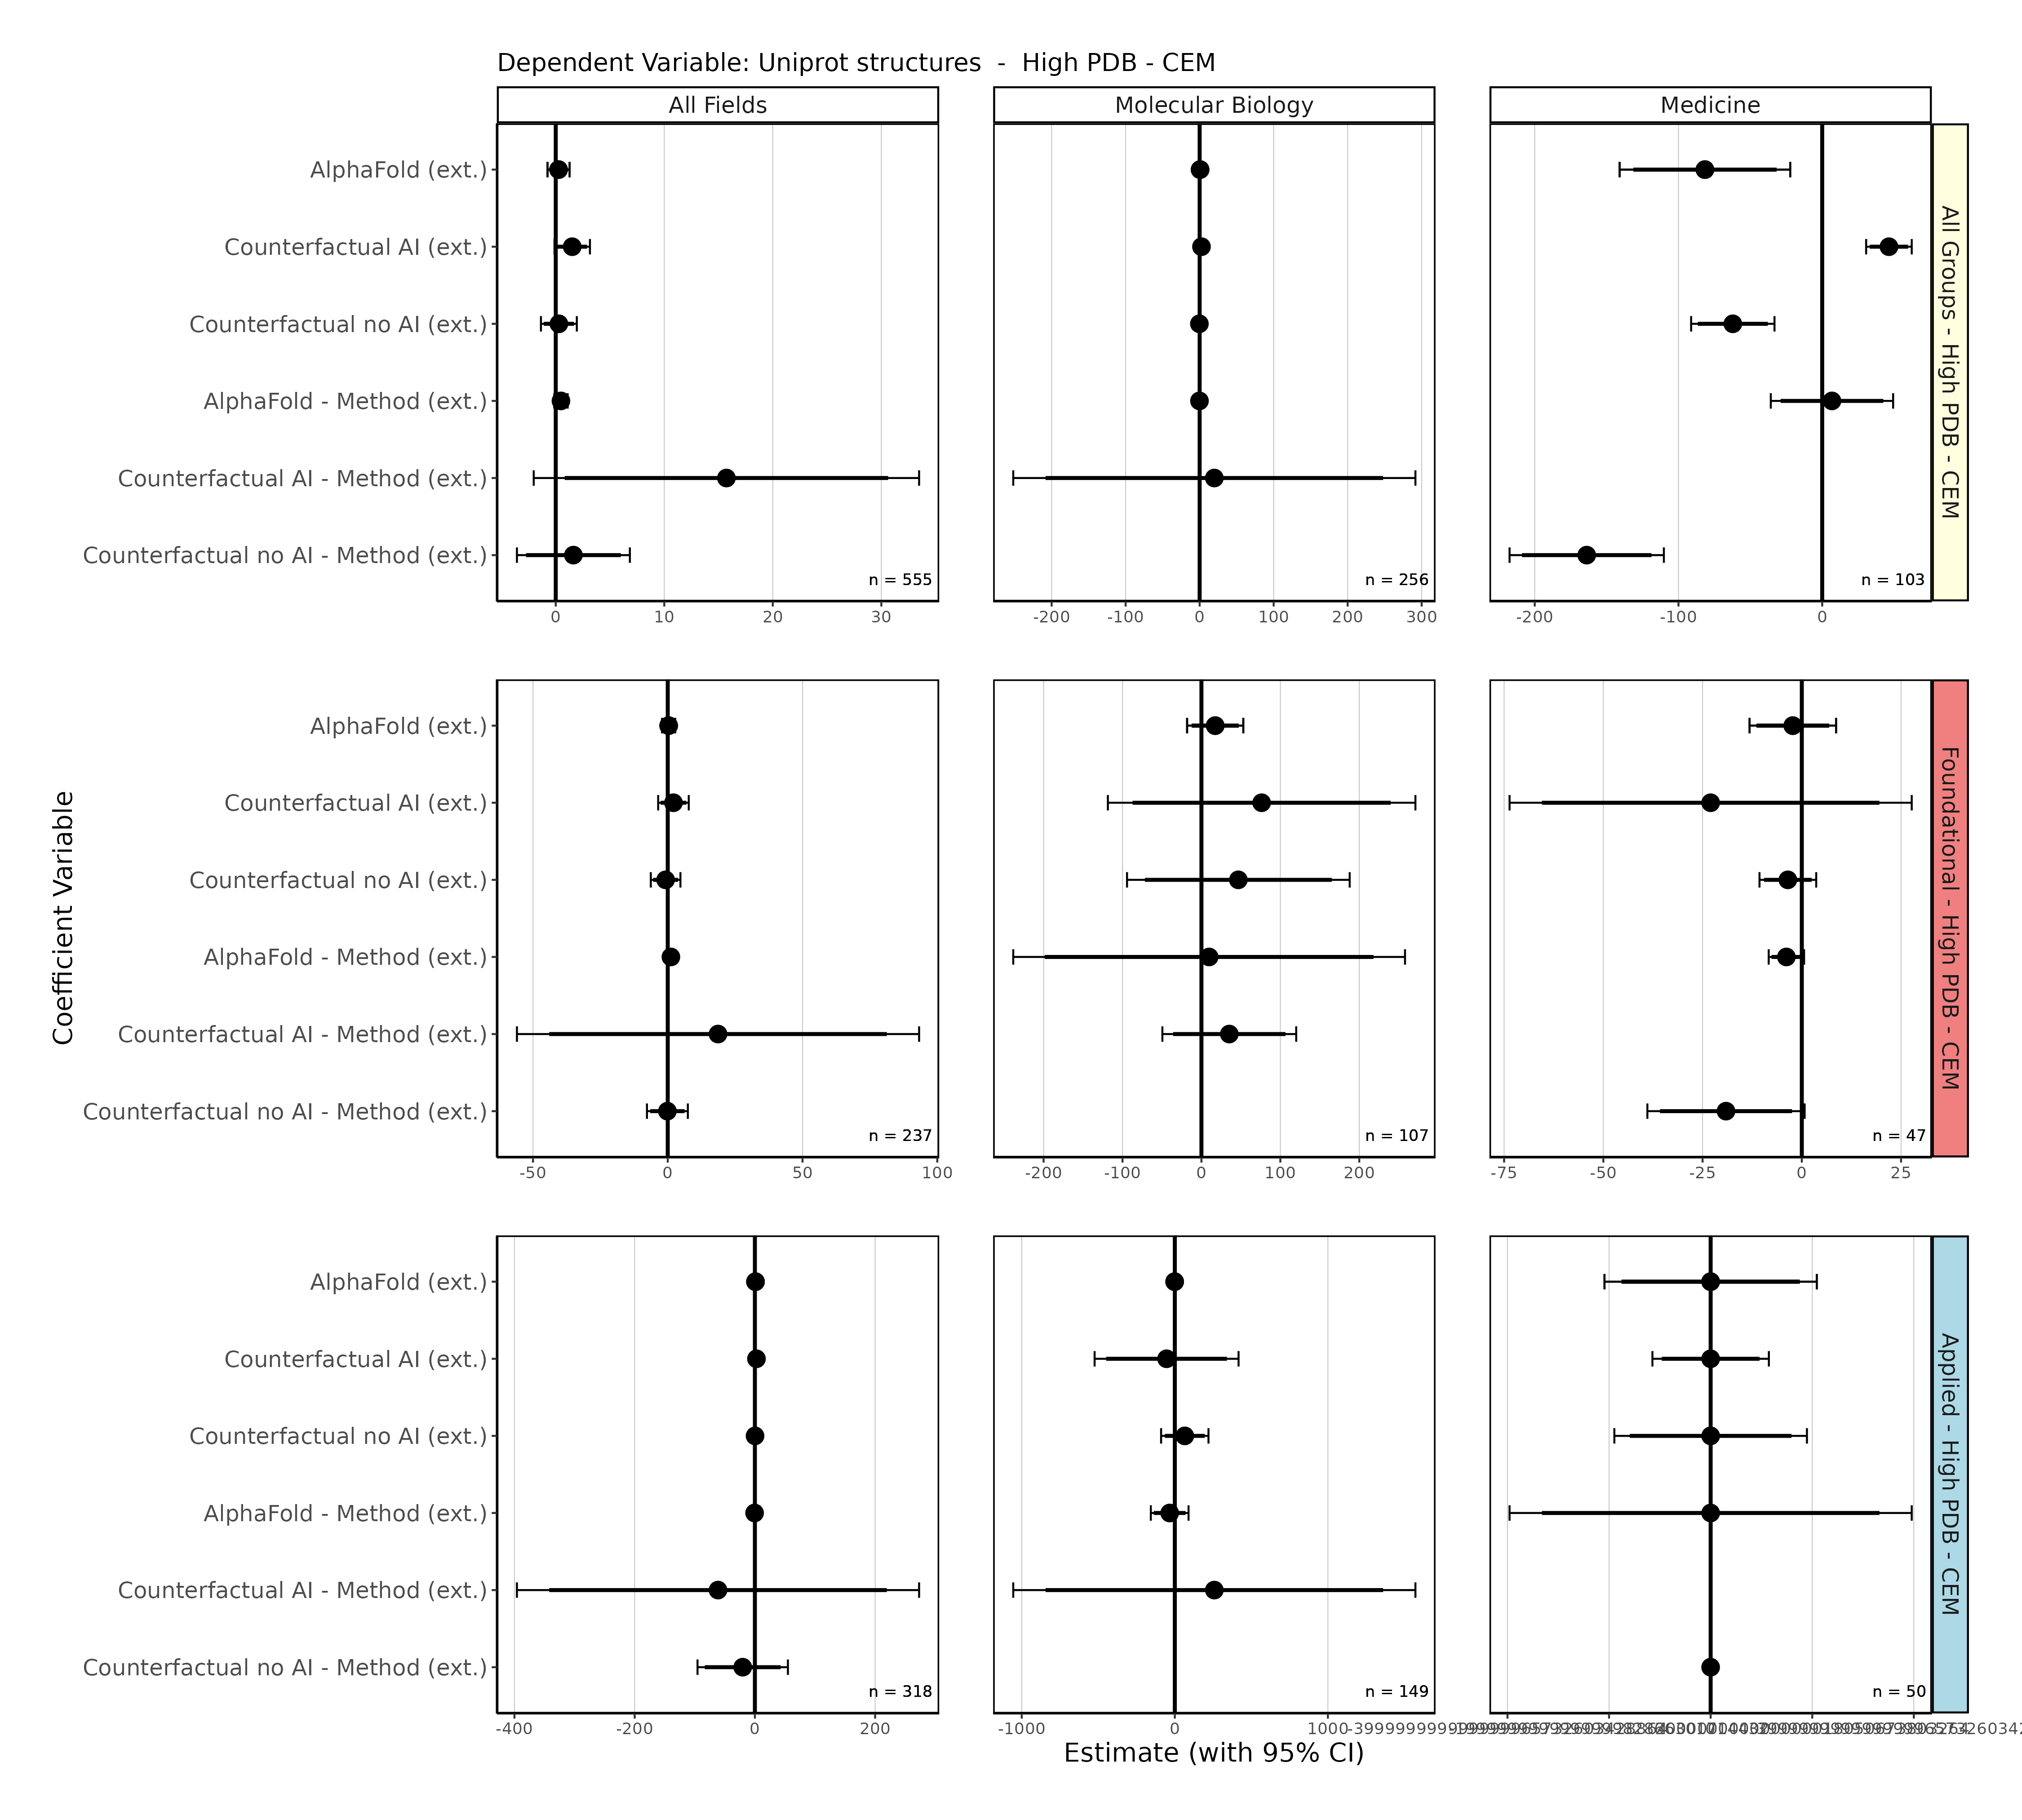 Dependent Variable: Uniprot structures  -  High PDB - CEM
All Fields
Molecular Biology
Medicine
AlphaFold (ext.)
Counterfactual AI (ext.)
Counterfactual no AI (ext.)
AlphaFold - Method (ext.)
Counterfactual AI - Method (ext.)
Counterfactual no AI - Method (ext.)
n = 555
n = 256
n = 103
All Groups - High PDB - CEM
0 10 20 30
-200 -100 0 100 200 300
-200 -100 0
Coefficient Variable
AlphaFold (ext.)
Counterfactual AI (ext.)
Counterfactual no AI (ext.)
AlphaFold - Method (ext.)
Counterfactual AI - Method (ext.)
Counterfactual no AI - Method (ext.)
n = 237
n = 107
n = 47
Foundational - High PDB - CEM
-50 0 50 100
-200 -100 0 100 200
-75 -50 -25 0 25
AlphaFold (ext.)
Counterfactual AI (ext.)
Counterfactual no AI (ext.)
AlphaFold - Method (ext.)
Counterfactual AI - Method (ext.)
Counterfactual no AI - Method (ext.)
n = 318
n = 149
n = 50
Applied - High PDB - CEM
-400 -200 0 200
-1000 0 1000
Estimate (with 95% CI)